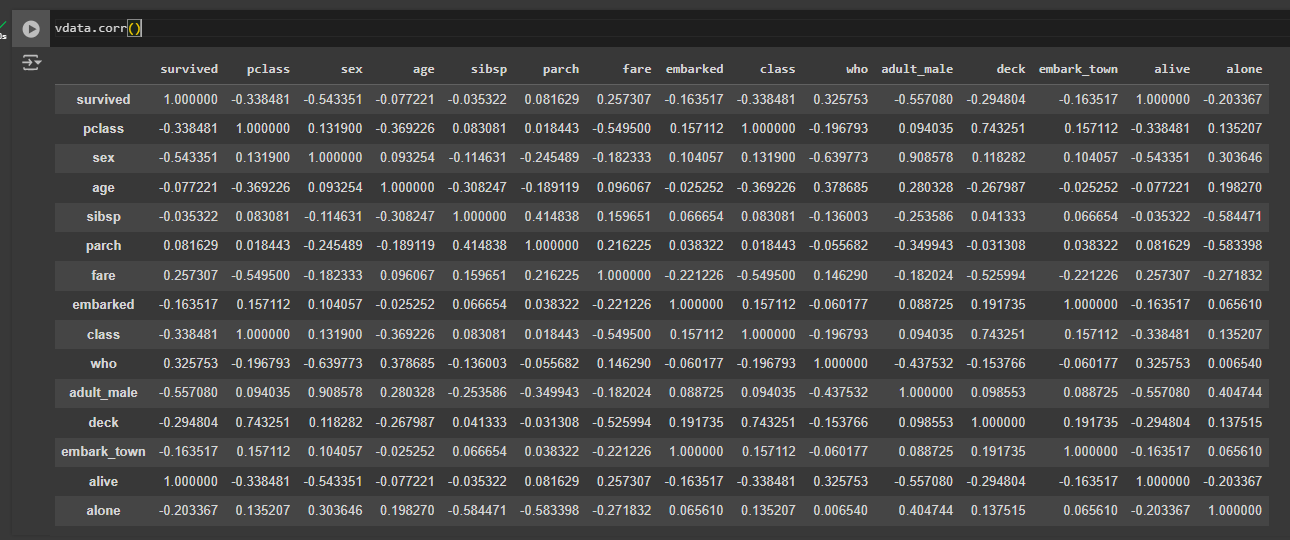 vdata.corr()
survived pclass sex age sibsp parch fare embarked class who adult_male deck embark_town alive alone
survived 1.000000 -0.338481 -0.543351 -0.077221 -0.035322 0.081629 0.257307 -0.163517 -0.338481 0.325753 -0.557080 -0.294804 -0.163517 1.000000 -0.203367
pclass -0.338481 1.000000 0.131900 -0.369226 0.083081 0.018443 -0.549500 0.157112 1.000000 -0.196793 0.094035 0.743251 0.157112 -0.338481 0.135207
sex -0.543351 0.131900 1.000000 0.093254 -0.114631 -0.245489 -0.182333 0.104057 0.131900 -0.639773 0.908578 0.118282 0.104057 -0.543351 0.303646
age -0.077221 -0.369226 0.093254 1.000000 -0.308247 -0.189119 0.096067 -0.025252 -0.369226 0.378685 0.280328 -0.267987 -0.025252 -0.077221 0.198270
sibsp -0.035322 0.083081 -0.114631 -0.308247 1.000000 0.414838 0.159651 0.066654 0.083081 -0.136003 -0.253586 0.041333 0.066654 -0.035322 -0.584471
parch 0.081629 0.018443 -0.245489 -0.189119 0.414838 1.000000 0.216225 0.038322 0.018443 -0.055682 -0.349943 -0.031308 0.038322 0.081629 -0.583398
fare 0.257307 -0.549500 -0.182333 0.096067 0.159651 0.216225 1.000000 -0.221226 -0.549500 0.146290 -0.182024 -0.525994 -0.221226 0.257307 -0.271832
embarked -0.163517 0.157112 0.104057 -0.025252 0.066654 0.038322 -0.221226 1.000000 0.157112 -0.060177 0.088725 0.191735 1.000000 -0.163517 0.065610
class -0.338481 1.000000 0.131900 -0.369226 0.083081 0.018443 -0.549500 0.157112 1.000000 -0.196793 0.094035 0.743251 0.157112 -0.338481 0.135207
who 0.325753 -0.196793 -0.639773 0.378685 -0.136003 -0.055682 0.146290 -0.060177 -0.196793 1.000000 -0.437532 -0.153766 -0.060177 0.325753 0.006540
adult_male -0.557080 0.094035 0.908578 0.280328 -0.253586 -0.349943 -0.182024 0.088725 0.094035 -0.437532 1.000000 0.098553 0.088725 -0.557080 0.404744
deck -0.294804 0.743251 0.118282 -0.267987 0.041333 -0.031308 -0.525994 0.191735 0.743251 -0.153766 0.098553 1.000000 0.191735 -0.294804 0.137515
embark_town -0.163517 0.157112 0.104057 -0.025252 0.066654 0.038322 -0.221226 1.000000 0.157112 -0.060177 0.088725 0.191735 1.000000 -0.163517 0.065610
alive 1.000000 -0.338481 -0.543351 -0.077221 -0.035322 0.081629 0.257307 -0.163517 -0.338481 0.325753 -0.557080 -0.294804 -0.163517 1.000000 -0.203367
alone -0.203367 0.135207 0.303646 0.198270 -0.584471 -0.583398 -0.271832 0.065610 0.135207 0.006540 0.404744 0.137515 0.065610 -0.203367 1.000000